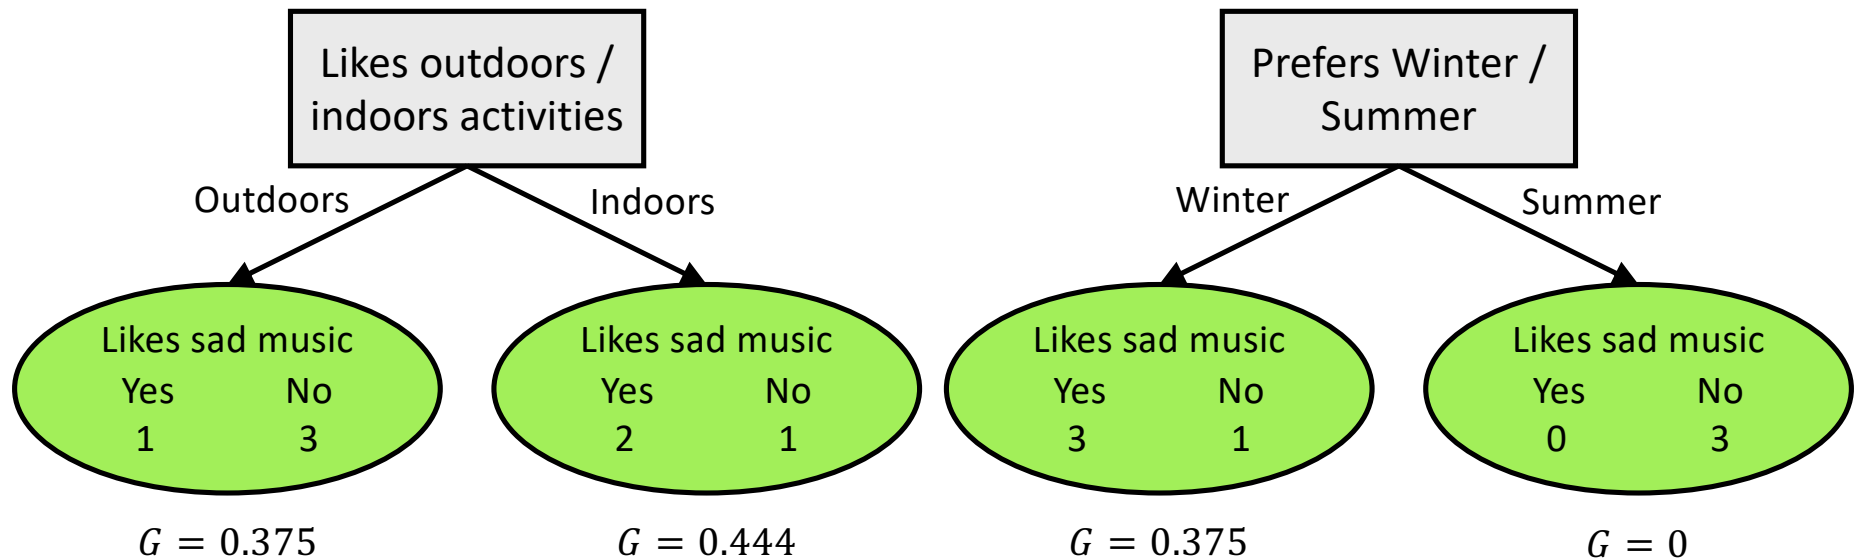 Likes outdoors /
indoors activities
Outdoors
Indoors
Likes sad music
Yes No
1 3
G = 0.375
Likes sad music
Yes No
2 1
G = 0.444
Prefers Winter /
Summer
Winter
Summer
Likes sad music
Yes No
3 1
G = 0.375
Likes sad music
Yes No
0 3
G = 0